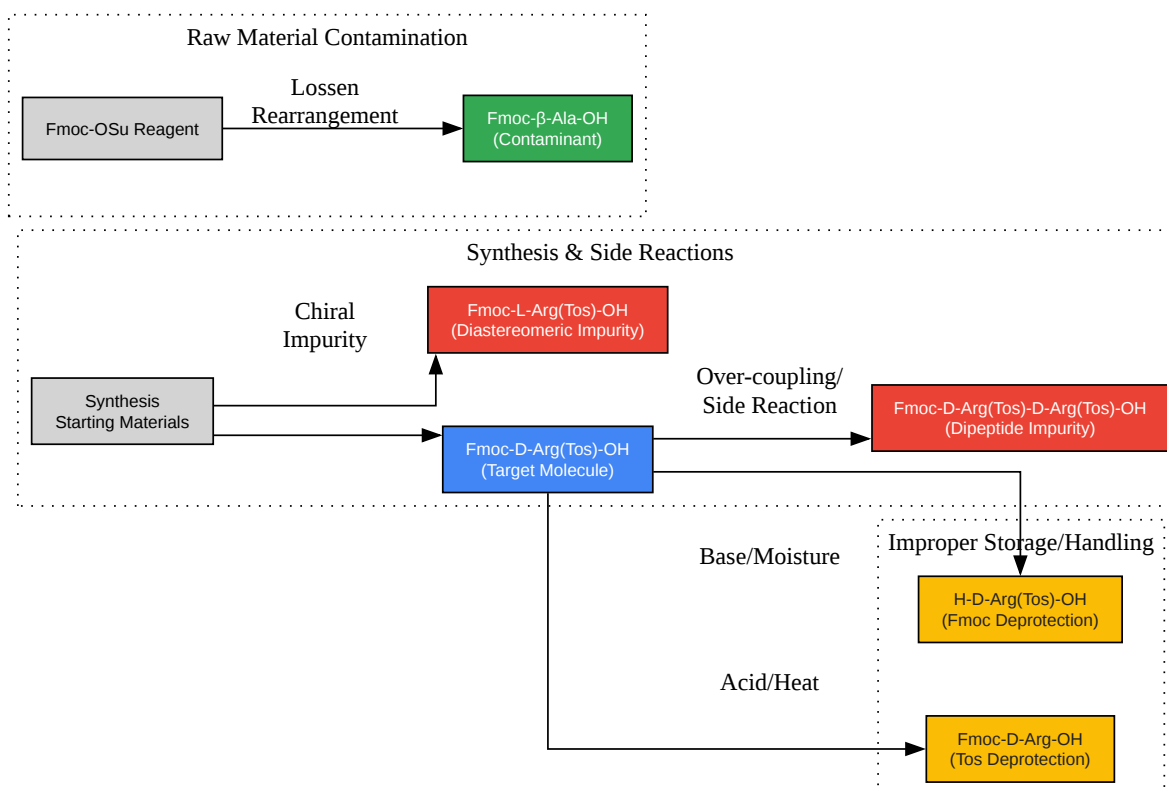 Raw Material Contamination
Lossen
Rearrangement
Fmoc-OSu Reagent
Fmoc-β-Ala-OH
(Contaminant)
Synthesis & Side Reactions
Chiral
Impurity
Fmoc-L-Arg(Tos)-OH
(Diastereomeric Impurity)
Synthesis
Starting Materials
Over-coupling/
Side Reaction
Fmoc-D-Arg(Tos)-D-Arg(Tos)-OH
(Dipeptide Impurity)
Fmoc-D-Arg(Tos)-OH
(Target Molecule)
Base/Moisture
Improper Storage/Handling
H-D-Arg(Tos)-OH
(Fmoc Deprotection)
Acid/Heat
Fmoc-D-Arg-OH
(Tos Deprotection)